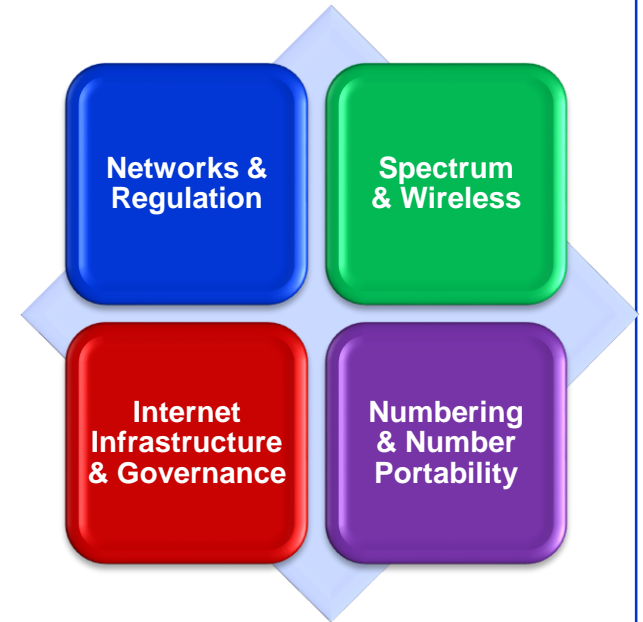 Networks &
Regulation
Spectrum
& Wireless
Internet
Infrastructure
& Governance
Numbering
& Number
Portability